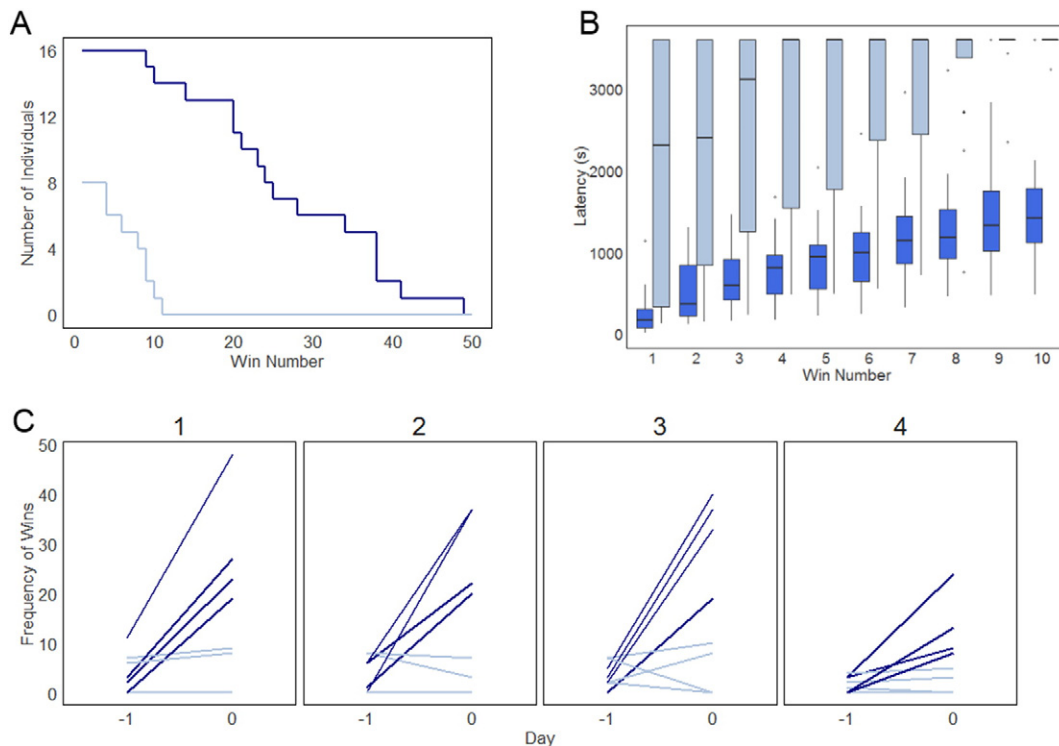 A
Number of Individuals
16
12
8
4
0
0 10 20 30 40 50
Win Number
B
Latency (s)
3000
2000
1000
0
1 2 3 4 5 6 7 8 9 10
Win Number
C
1 2 3 4
Frequency of Wins
50
40
30
20
10
0
-1 0 -1 0 -1 0 -1 0
Day